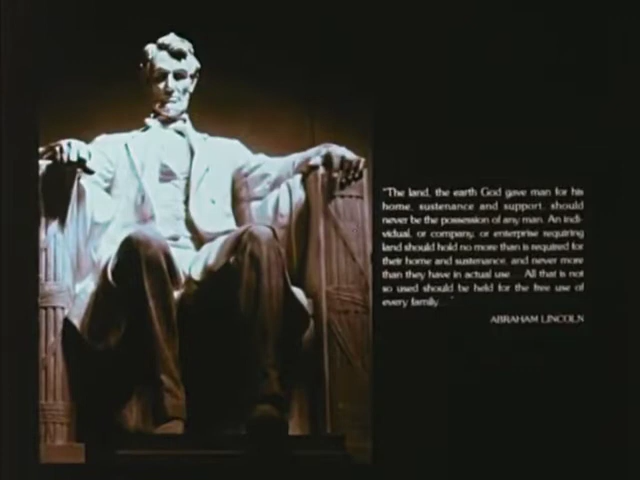 "The land, the earth God gave man for his
home, sustenance and support, should
never be the possession of any man. An indi-
vidual, or company, or enterprise requiring
land should hold no more than is required for
their home and sustenance, and never more
than they have in actual use... All that is not
so used should be held for the free use of
every family..."
ABRAHAM LINCOLN